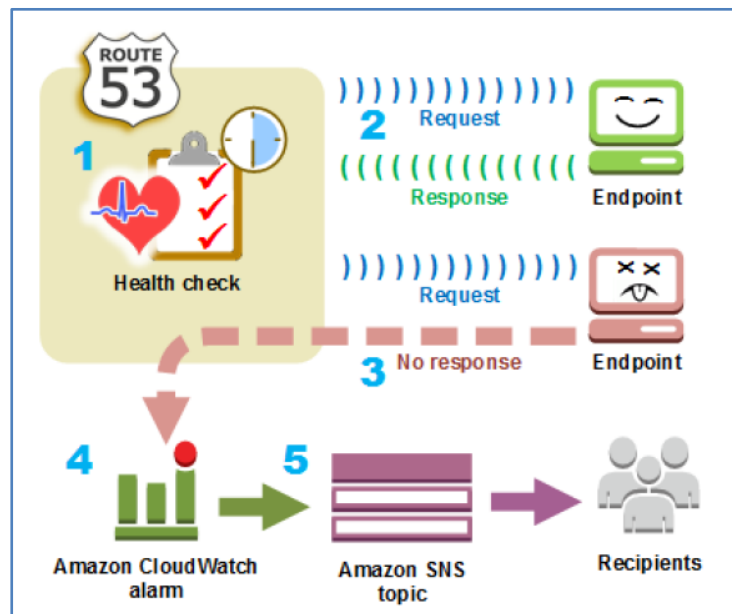 ROUTE
53
1
Health check
2
Request
Response
Endpoint
Request
3
No response
Endpoint
4
Amazon CloudWatch
alarm
5
Amazon SNS
topic
Recipients